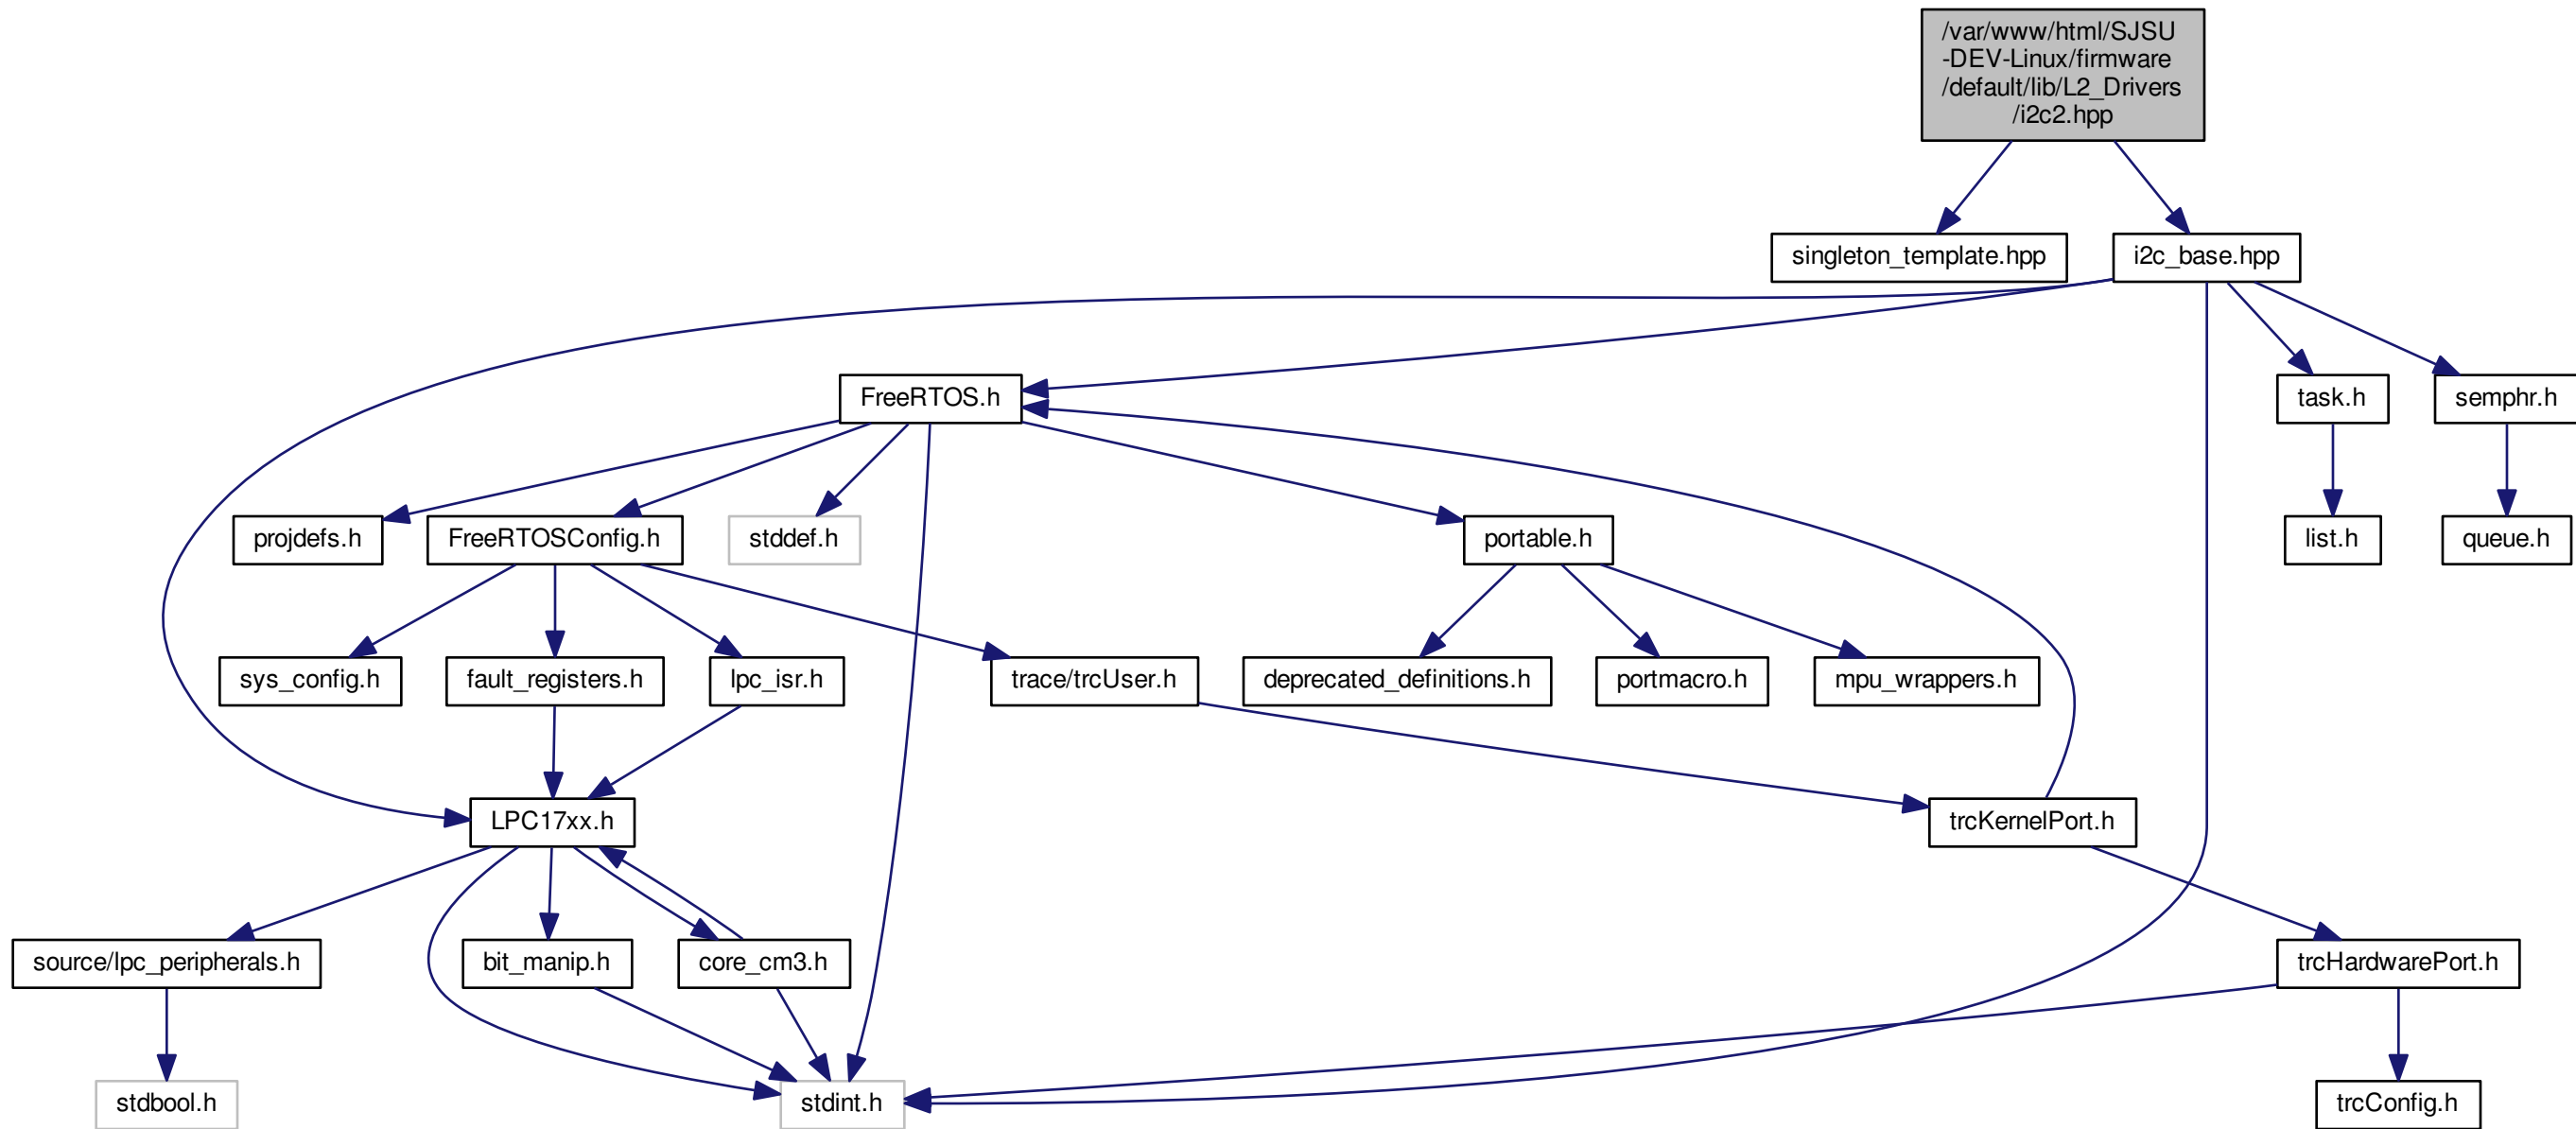 /var/www/html/SJSU
-DEV-Linux/firmware
/default/lib/L2_Drivers
/i2c2.hpp
singleton_template.hpp
i2c_base.hpp
FreeRTOS.h
task.h
semphr.h
projdefs.h
FreeRTOSConfig.h
stddef.h
portable.h
list.h
queue.h
sys_config.h
fault_registers.h
lpc_isr.h
trace/trcUser.h
deprecated_definitions.h
portmacro.h
mpu_wrappers.h
LPC17xx.h
trcKernelPort.h
source/lpc_peripherals.h
bit_manip.h
core_cm3.h
trcHardwarePort.h
stdbool.h
stdint.h
trcConfig.h